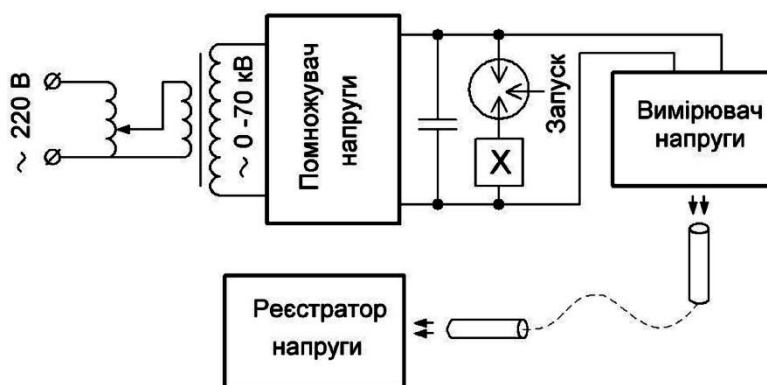 ~ 220 В
~ 0 -70 кВ
Помножувач
напруги
Запуск
X
Вимірювач
напруги
Реєстратор
напруги